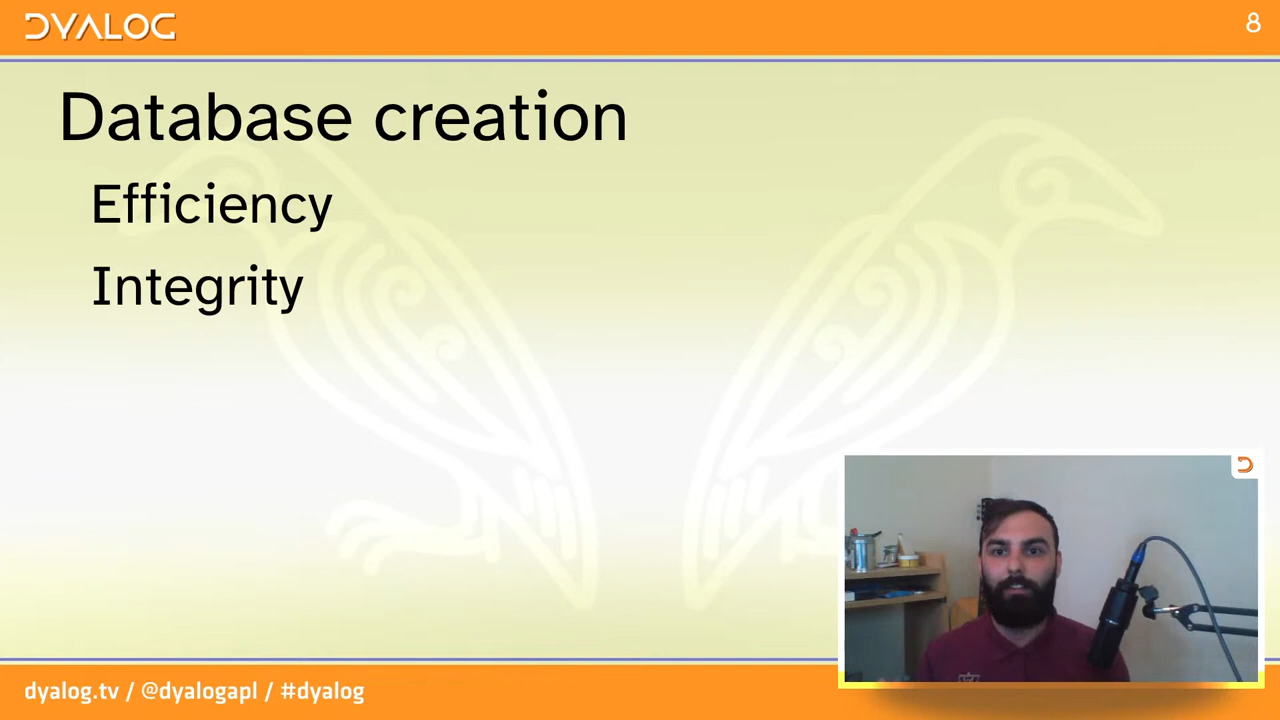 DYALOG
8
Database creation
Efficiency
Integrity
dyalog.tv / @dyalogapl / #dyalog